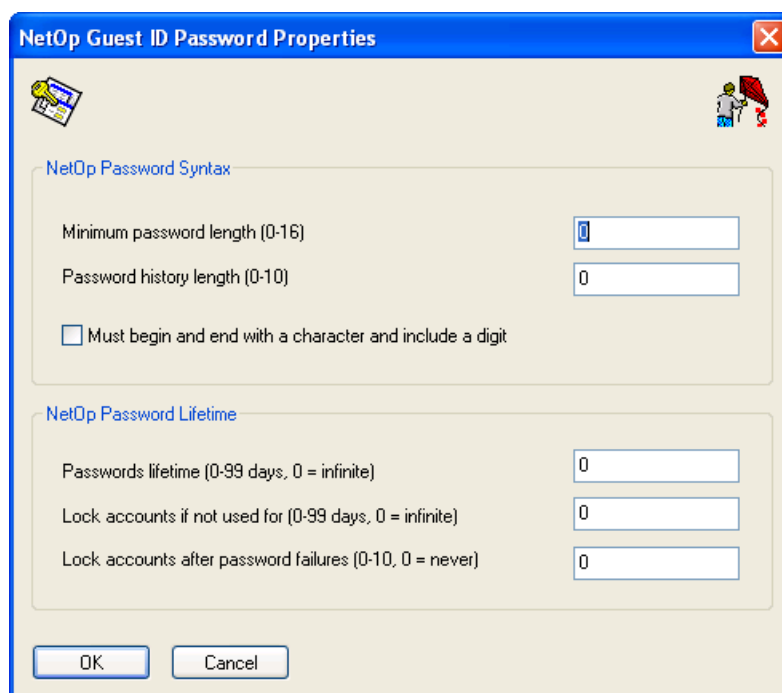 NetOp Guest ID Password Properties
NetOp Password Syntax
Minimum password length (0-16)
0
Password history length (0-10)
0
Must begin and end with a character and include a digit
NetOp Password Lifetime
Passwords lifetime (0-99 days, 0 = infinite)
0
Lock accounts if not used for (0-99 days, 0 = infinite)
0
Lock accounts after password failures (0-10, 0 = never)
0
OK
Cancel